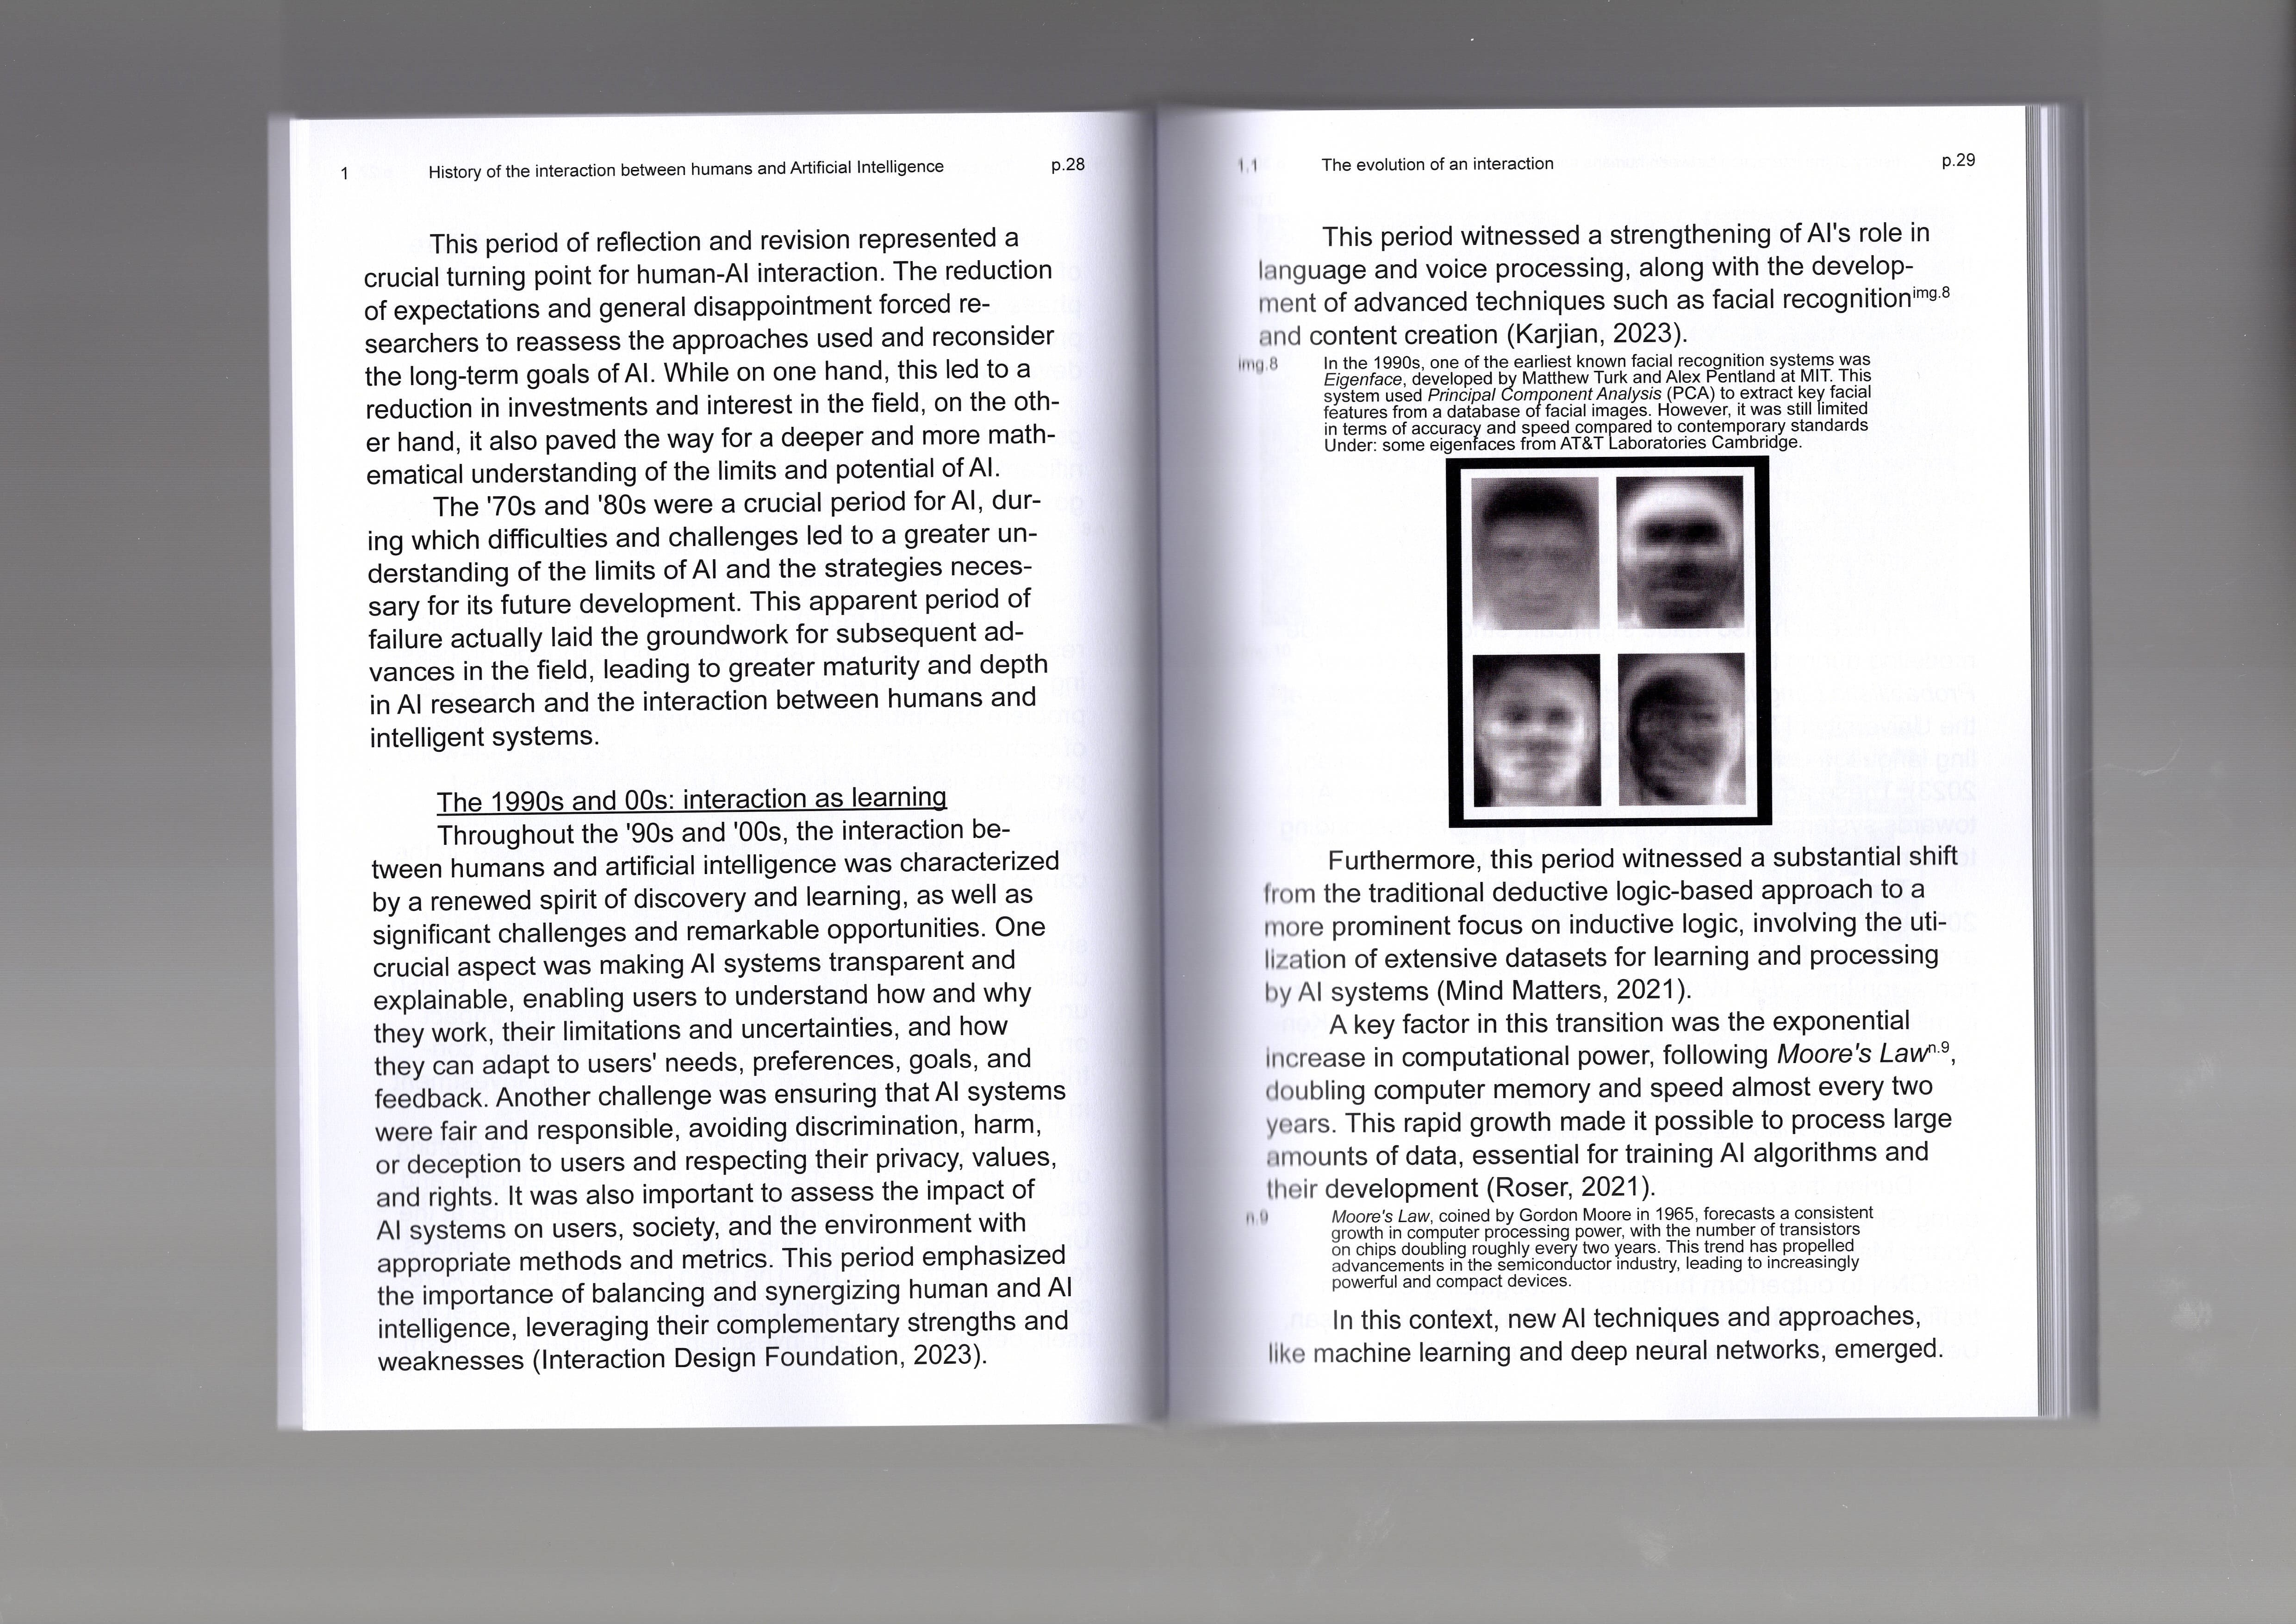 1 History of the interaction between humans and Artificial Intelligence p.28
This period of reflection and revision represented a
crucial turning point for human-AI interaction. The reduction
of expectations and general disappointment forced re-
searchers to reassess the approaches used and reconsider
the long-term goals of AI. While on one hand, this led to a
reduction in investments and interest in the field, on the oth-
er hand, it also paved the way for a deeper and more math-
ematical understanding of the limits and potential of AI.
The '70s and '80s were a crucial period for AI, dur-
ing which difficulties and challenges led to a greater un-
derstanding of the limits of AI and the strategies neces-
sary for its future development. This apparent period of
failure actually laid the groundwork for subsequent ad-
vances in the field, leading to greater maturity and depth
in AI research and the interaction between humans and
intelligent systems.
The 1990s and 00s: interaction as learning
Throughout the '90s and '00s, the interaction be-
tween humans and artificial intelligence was characterized
by a renewed spirit of discovery and learning, as well as
significant challenges and remarkable opportunities. One
crucial aspect was making AI systems transparent and
explainable, enabling users to understand how and why
they work, their limitations and uncertainties, and how
they can adapt to users' needs, preferences, goals, and
feedback. Another challenge was ensuring that AI systems
were fair and responsible, avoiding discrimination, harm,
or deception to users and respecting their privacy, values,
and rights. It was also important to assess the impact of
AI systems on users, society, and the environment with
appropriate methods and metrics. This period emphasized
the importance of balancing and synergizing human and AI
intelligence, leveraging their complementary strengths and
weaknesses (Interaction Design Foundation, 2023).
1.1 The evolution of an interaction p.29
This period witnessed a strengthening of AI's role in
language and voice processing, along with the develop-
ment of advanced techniques such as facial recognition img.8
and content creation (Karjian, 2023).
img.8 In the 1990s, one of the earliest known facial recognition systems was
Eigenface, developed by Matthew Turk and Alex Pentland at MIT. This
system used Principal Component Analysis (PCA) to extract key facial
features from a database of facial images. However, it was still limited
in terms of accuracy and speed compared to contemporary standards
Under: some eigenfaces from AT&T Laboratories Cambridge.
Furthermore, this period witnessed a substantial shift
from the traditional deductive logic-based approach to a
more prominent focus on inductive logic, involving the uti-
lization of extensive datasets for learning and processing
by AI systems (Mind Matters, 2021).
A key factor in this transition was the exponential
increase in computational power, following Moore's Law n.9,
doubling computer memory and speed almost every two
years. This rapid growth made it possible to process large
amounts of data, essential for training AI algorithms and
their development (Roser, 2021).
n.9 Moore's Law, coined by Gordon Moore in 1965, forecasts a consistent
growth in computer processing power, with the number of transistors
on chips doubling roughly every two years. This trend has propelled
advancements in the semiconductor industry, leading to increasingly
powerful and compact devices.
In this context, new AI techniques and approaches,
like machine learning and deep neural networks, emerged.